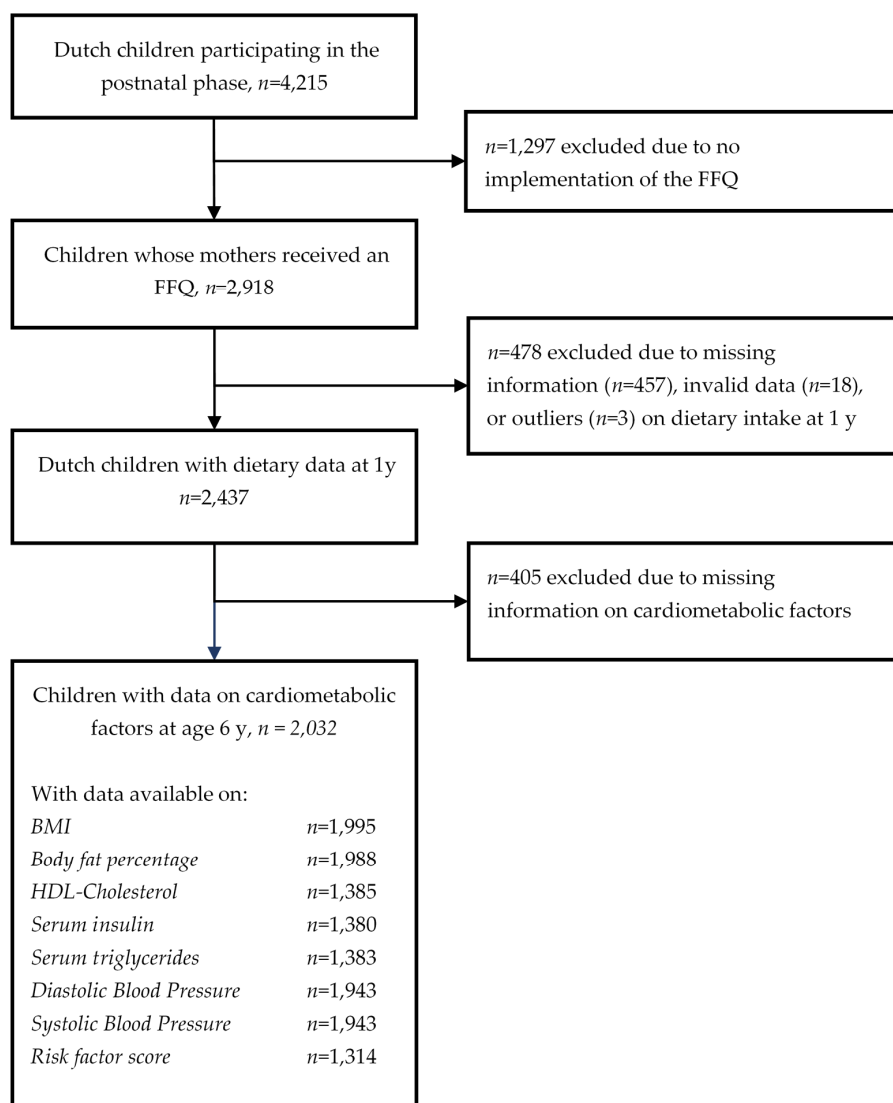 Dutch children participating in the
postnatal phase, n=4,215
n=1,297 excluded due to no
implementation of the FFQ
Children whose mothers received an
FFQ, n=2,918
n=478 excluded due to missing
information (n=457), invalid data (n=18),
or outliers (n=3) on dietary intake at 1 y
Dutch children with dietary data at 1y
n=2,437
n=405 excluded due to missing
information on cardiometabolic factors
Children with data on cardiometabolic
factors at age 6 y, n = 2,032
With data available on:
BMI n=1,995
Body fat percentage n=1,988
HDL-Cholesterol n=1,385
Serum insulin n=1,380
Serum triglycerides n=1,383
Diastolic Blood Pressure n=1,943
Systolic Blood Pressure n=1,943
Risk factor score n=1,314